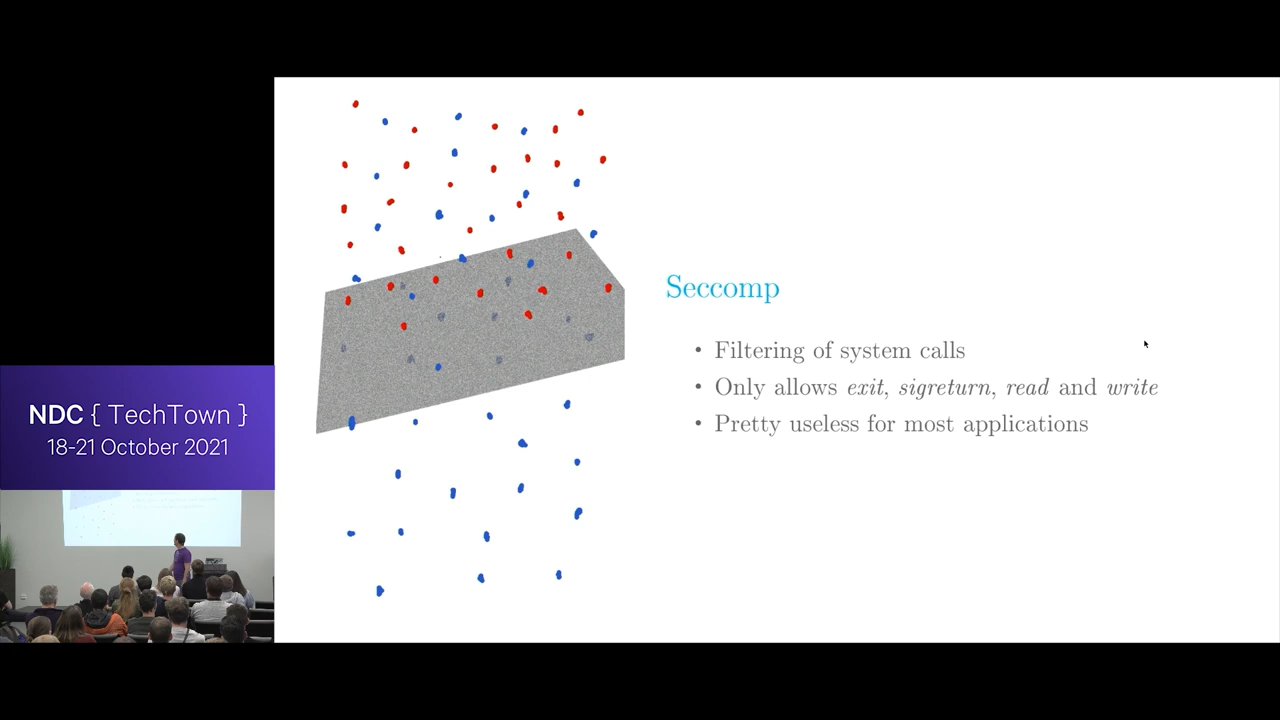 Seccomp
• Filtering of system calls
• Only allows exit, sigreturn, read and write
• Pretty useless for most applications
NDC { TechTown }
18-21 October 2021